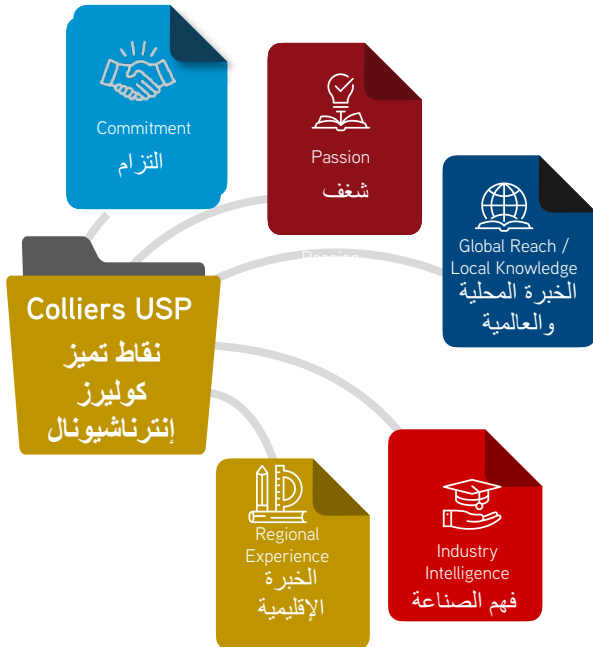 Commitment
التزام
Passion
شغف
Passion
Global Reach /
Local Knowledge
الخبرة المحلية
والعالمية
Colliers USP
نقاط تميز
كوليرز
إنترناشيونال
Regional
Experience
الخبرة
الإقليمية
Industry
Intelligence
فهم الصناعة